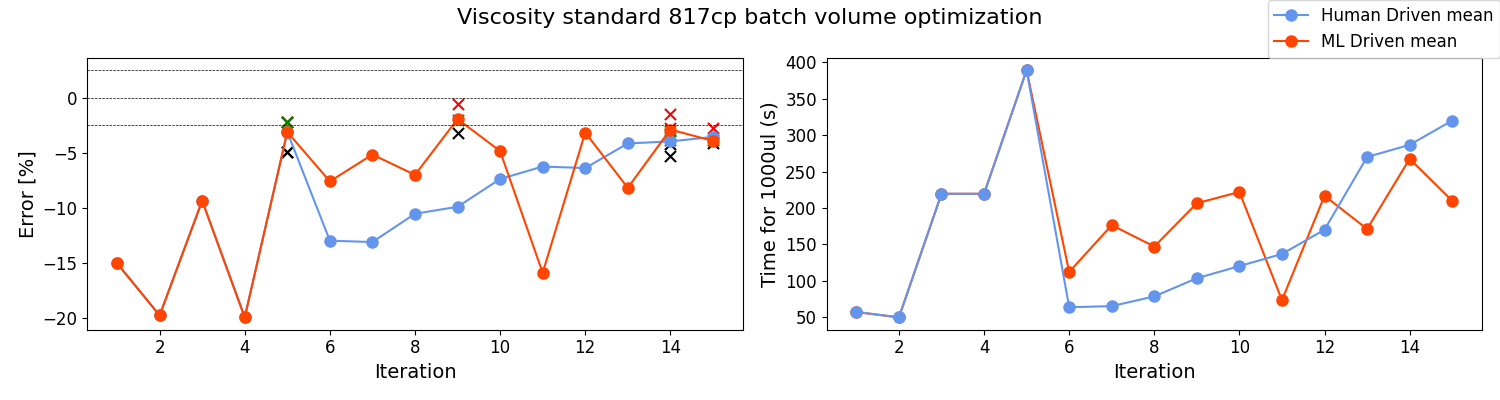 Viscosity standard 817cp batch volume optimization
Human Driven mean
ML Driven mean
Error [%]
0
−5
−10
−15
−20
2 4 6 8 10 12 14
Iteration
Time for 1000ul (s)
400
350
300
250
200
150
100
50
2 4 6 8 10 12 14
Iteration